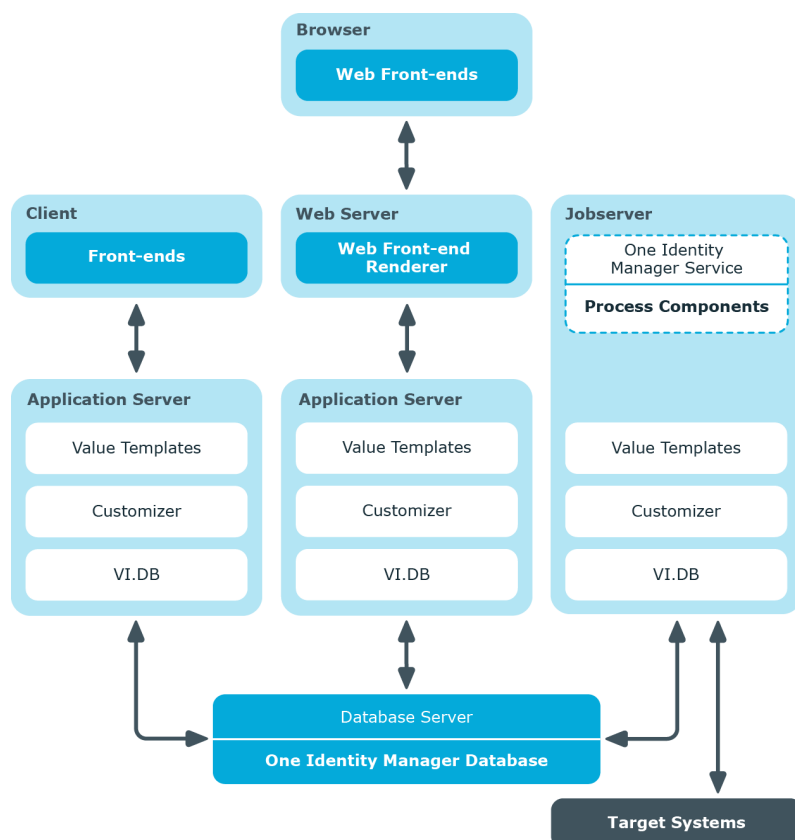 Browser
Web Front-ends
Client
Front-ends
Web Server
Web Front-end
Renderer
Jobserver
One Identity
Manager Service
Process Components
Application Server
Value Templates
Customizer
VI.DB
Application Server
Value Templates
Customizer
VI.DB
Value Templates
Customizer
VI.DB
Database Server
One Identity Manager Database
Target Systems